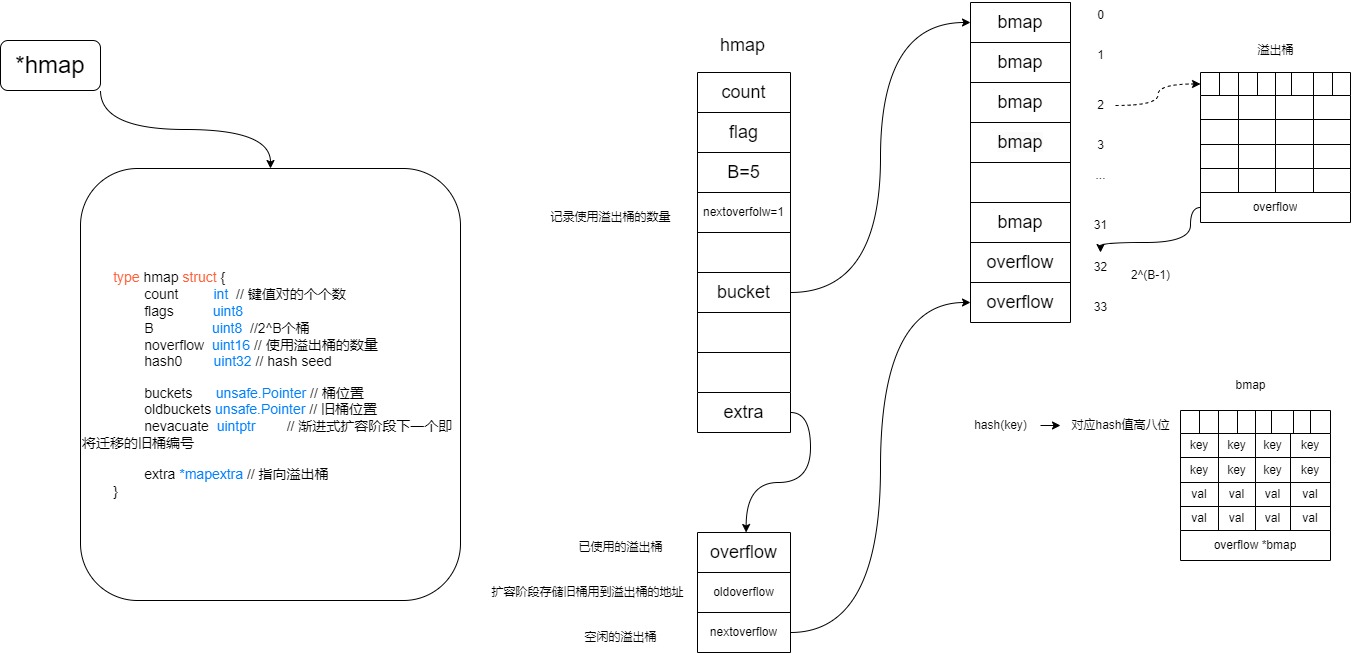 *hmap
type hmap struct {
count int // 键值对的个个数
flags uint8
B uint8 //2^B个桶
noverflow uint16 // 使用溢出桶的数量
hash0 uint32 // hash seed
buckets unsafe.Pointer // 桶位置
oldbuckets unsafe.Pointer // 旧桶位置
nevacuate uintptr // 渐进式扩容阶段下一个即
将迁移的旧桶编号
extra *mapextra // 指向溢出桶
}
hmap
count
flag
B=5
记录使用溢出桶的数量
nextoverfolw=1
bucket
extra
已使用的溢出桶
overflow
扩容阶段存储旧桶用到溢出桶的地址
oldoverflow
空闲的溢出桶
nextoverflow
bmap 0
bmap 1
bmap 2
bmap 3
...
bmap 31
overflow 32
2^(B-1)
overflow 33
溢出桶
overflow
bmap
hash(key) 对应hash值高八位
key key key key
key key key key
val val val val
val val val val
overflow *bmap